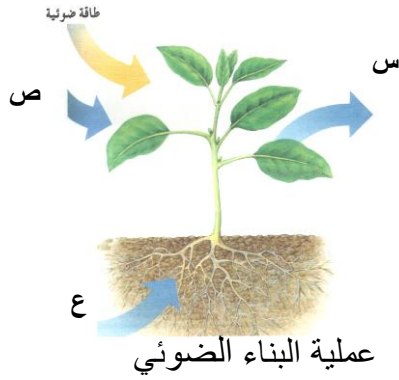 طاقة ضوئية
س
ص
ع
عملية البناء الضوئي